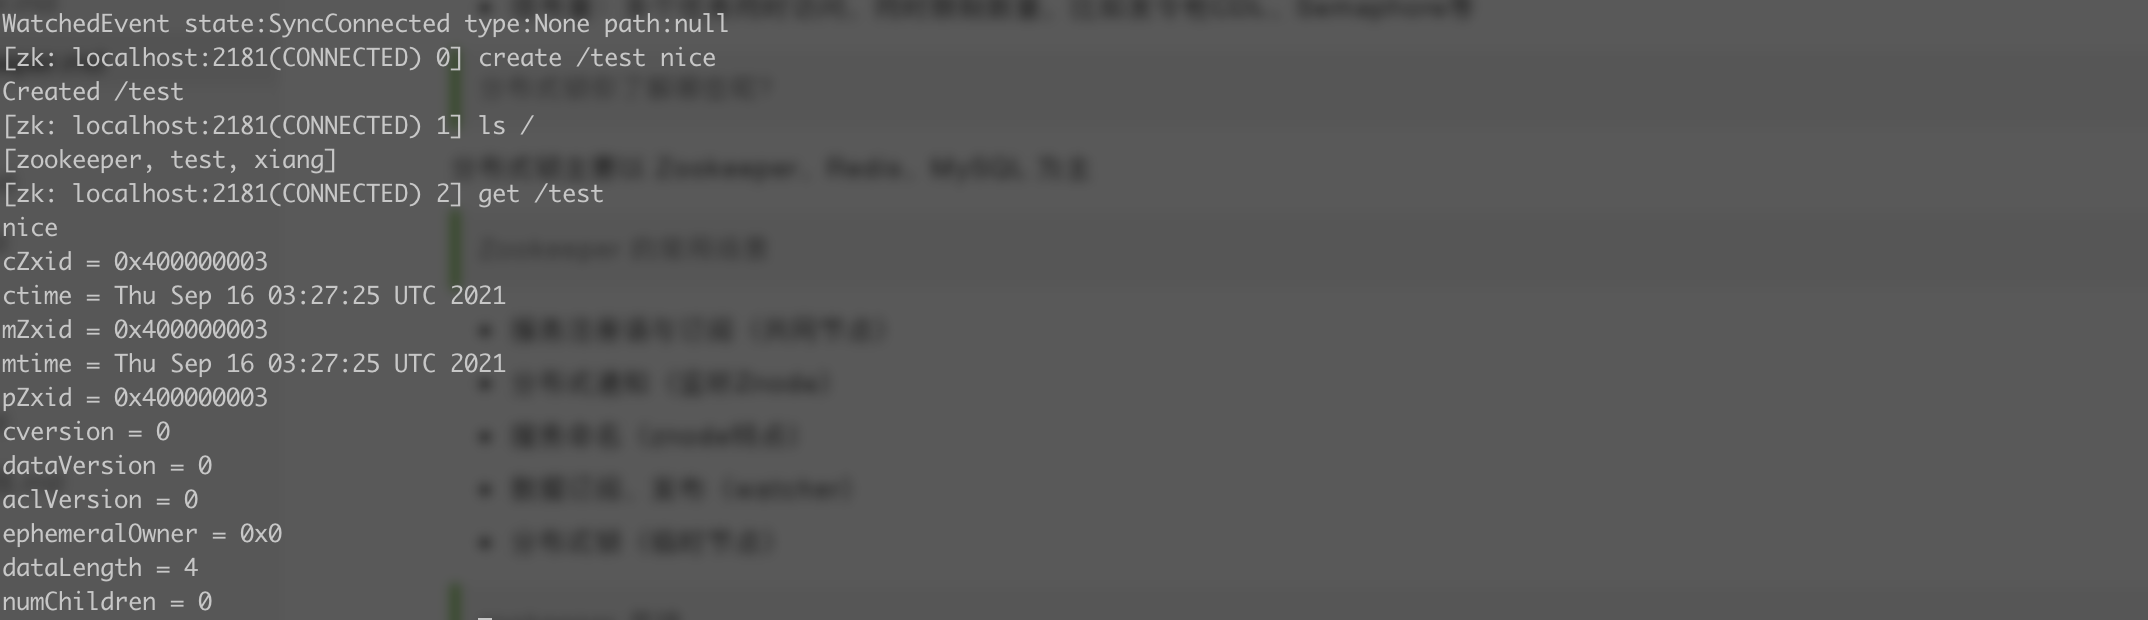 WatchedEvent state:SyncConnected type:None path:null
[zk: localhost:2181(CONNECTED) 0] create /test nice
Created /test
[zk: localhost:2181(CONNECTED) 1] ls /
[zookeeper, test, xiang]
[zk: localhost:2181(CONNECTED) 2] get /test
nice
cZxid = 0x400000003
ctime = Thu Sep 16 03:27:25 UTC 2021
mZxid = 0x400000003
mtime = Thu Sep 16 03:27:25 UTC 2021
pZxid = 0x400000003
cversion = 0
dataVersion = 0
aclVersion = 0
ephemeralOwner = 0x0
dataLength = 4
numChildren = 0